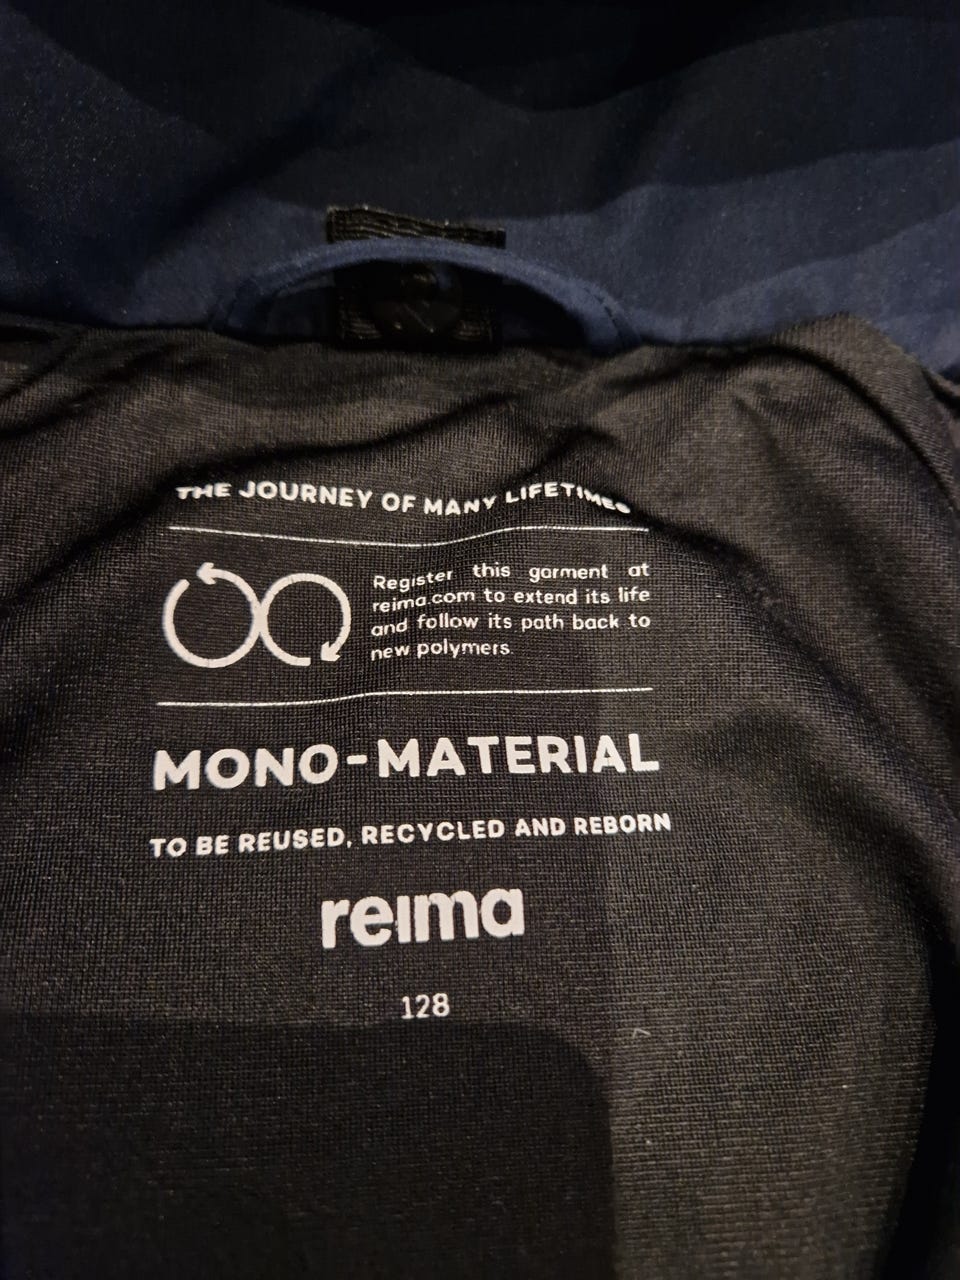 THE JOURNEY OF MANY LIFETIMES
Register this garment at
reima.com to extend its life
and follow its path back to
new polymers
MONO-MATERIAL
TO BE REUSED, RECYCLED AND REBORN
reima
128